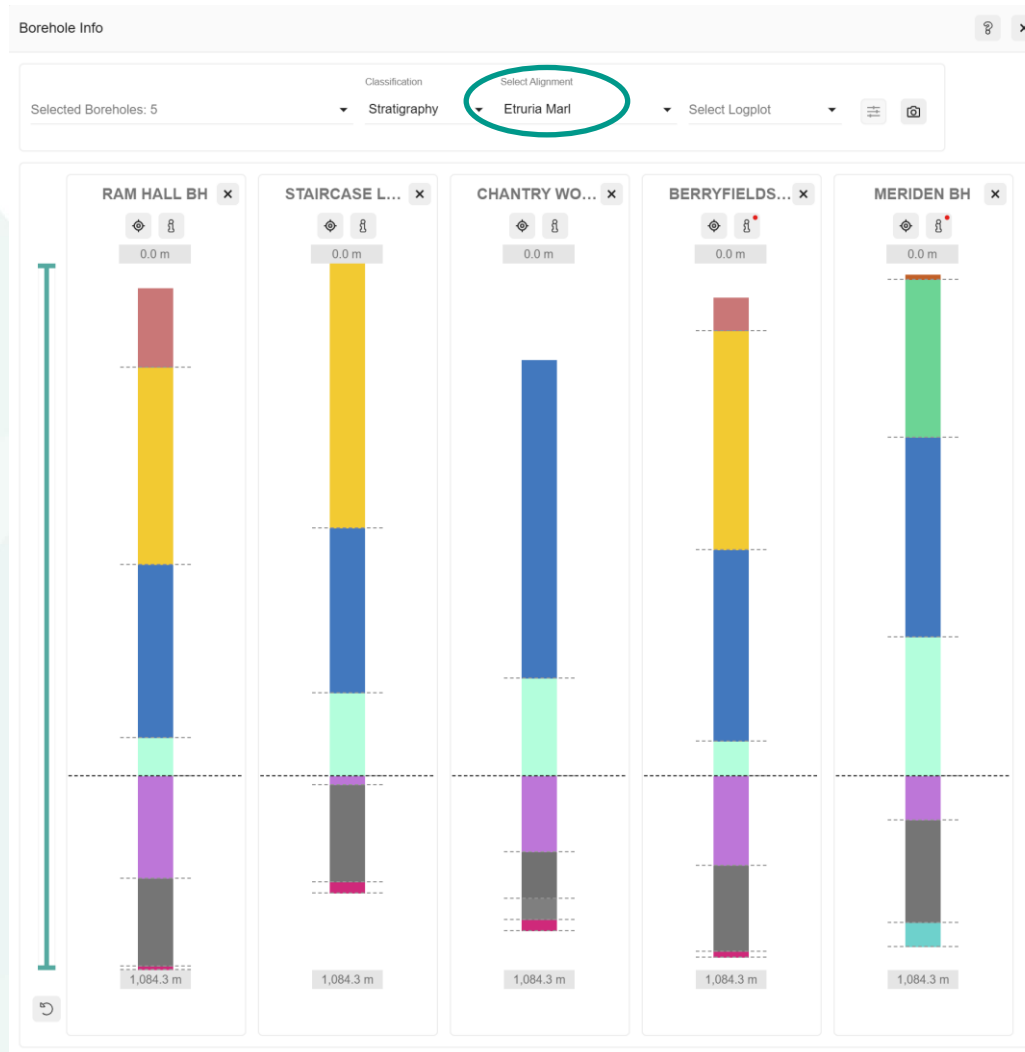 Borehole Info
Classification
Select Alignment
Selected Boreholes: 5
Stratigraphy
Etruria Marl
Select Logplot
RAM HALL BH
STAIRCASE L...
CHANTRY WO...
BERRYFIELDS...
MERIDEN BH
0.0 m
0.0 m
0.0 m
0.0 m
0.0 m
1,084.3 m
1,084.3 m
1,084.3 m
1,084.3 m
1,084.3 m